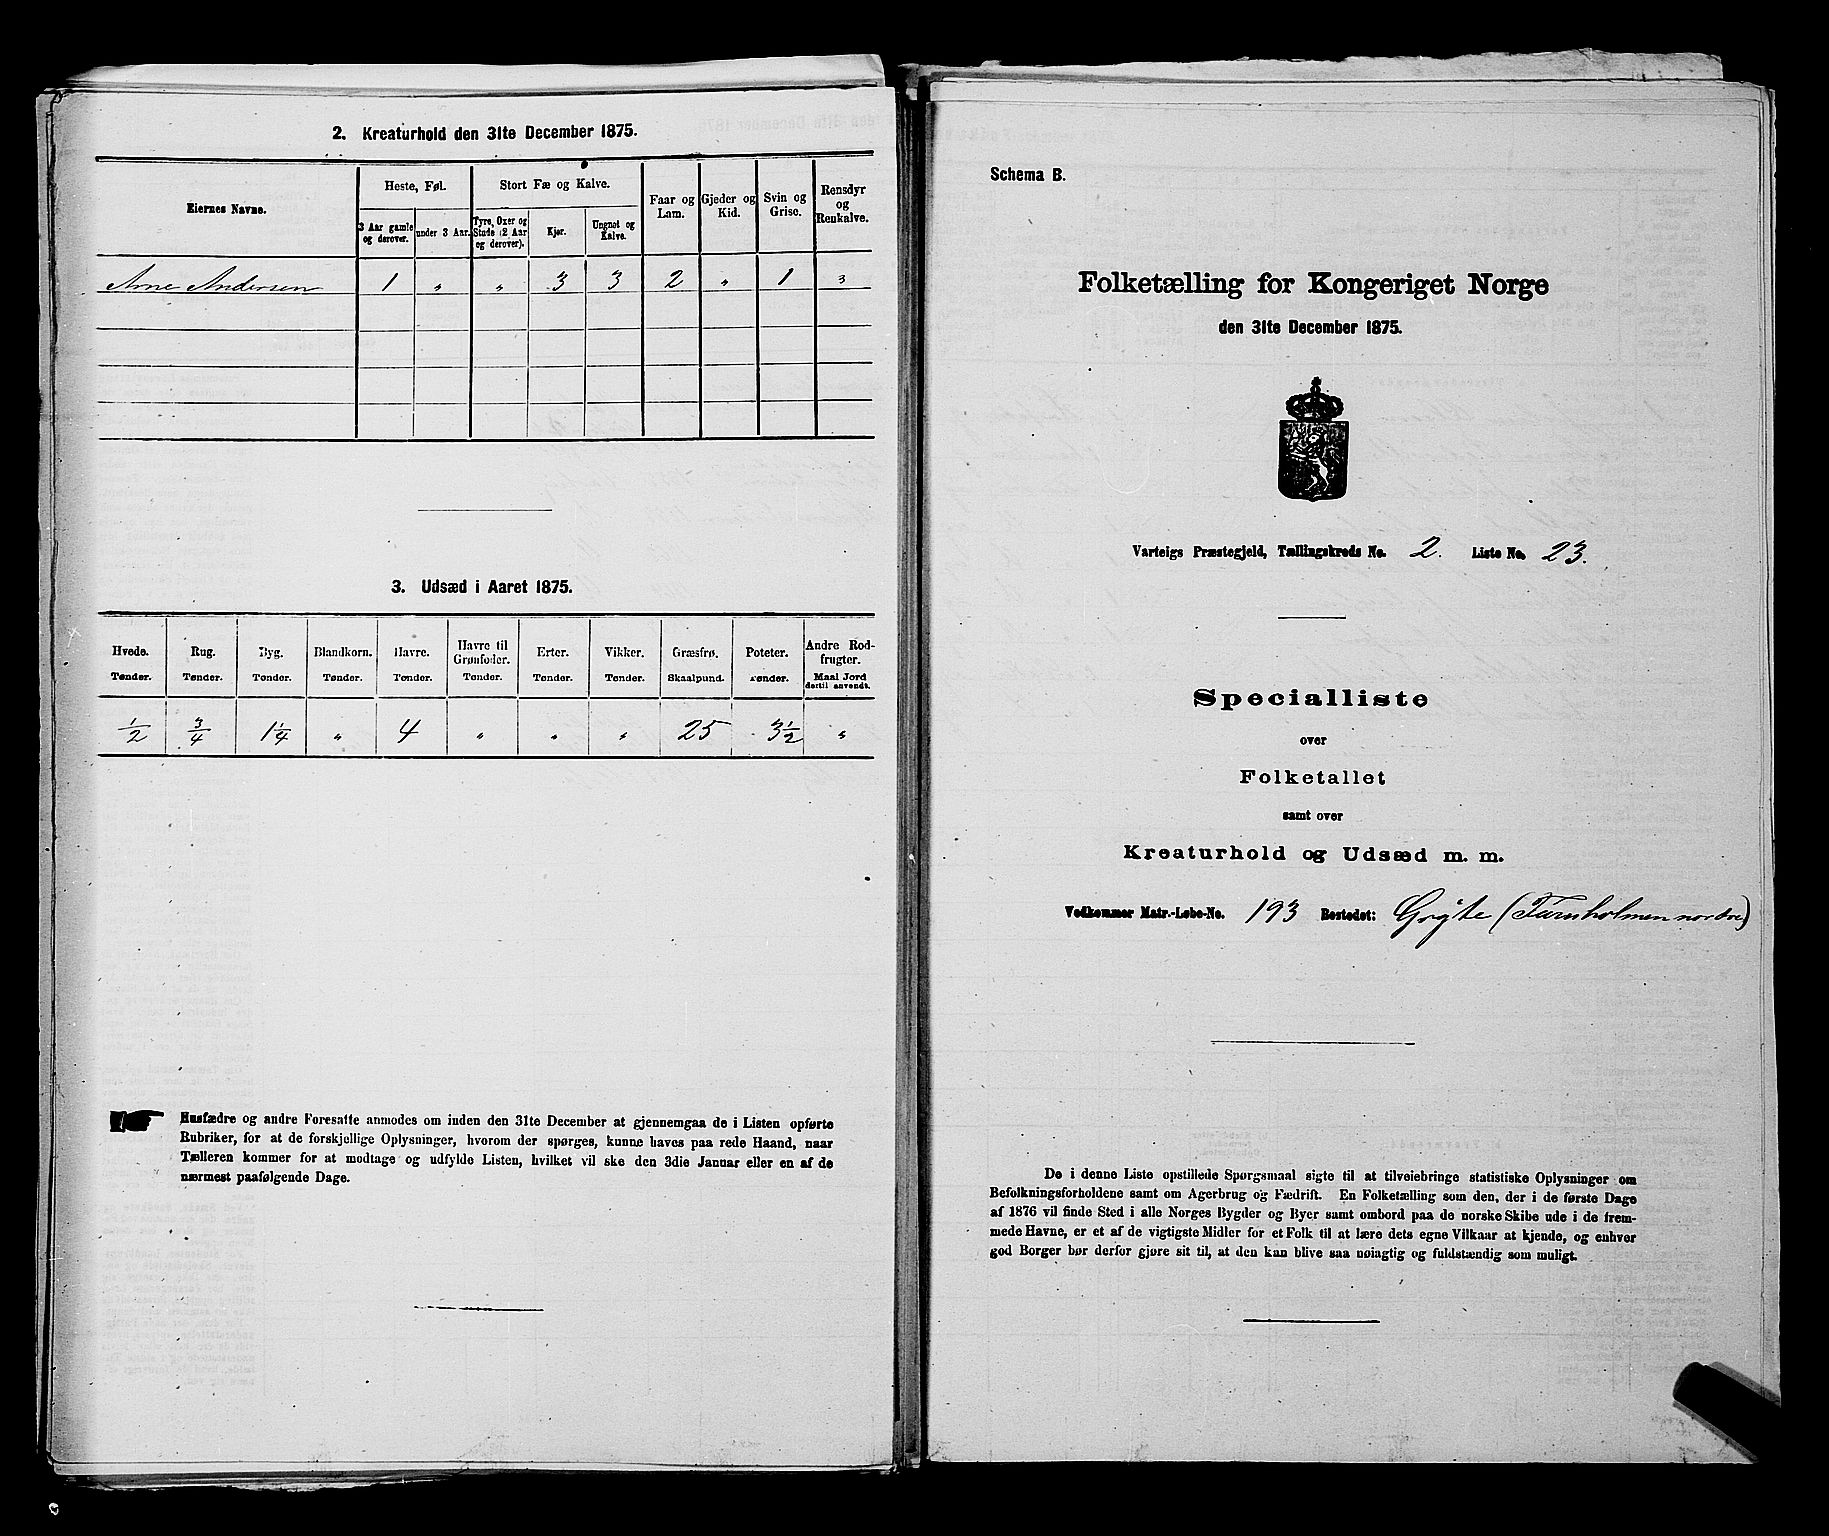 2. Kreaturhold den 31te December 1875.
Eiernes Navne.
Heste, Føl.
Stort Fæ og Kalve.
Faar og Lam.
Gjeder og Kid.
Svin og Grise.
Rensdyr og Renkalve.
3 Aar gamle og derover.
under 3 Aar.
Tyre, Oxer og Stude (2 Aar og derover).
Kjør.
Ungnøt og Kalve.
Arne Andersen 1 " " 3 3 2 " 1 "
3. Udsæd i Aaret 1875.
Hvede. Rug. Byg. Blandkorn. Havre. Havre til Grønfoder. Erter. Vikker. Græsfrø. Poteter. Andre Rodfrugter.
Tønder. Tønder. Tønder. Tønder. Tønder. Tønder. Tønder. Tønder. Skaalpund. Tønder. Maal Jord dertil anvendt.
1/2 3/4 1 1/4 " 4 " " " 25 3 1/2 "
Husfædre og andre Foresatte anmodes om inden den 31te December at gjennemgaa de i Listen opførte
Rubriker, for at de forskjellige Oplysninger, hvorom der spørges, kunne haves paa rede Haand, naar
Tælleren kommer for at modtage og udfylde Listen, hvilket vil ske den 3die Januar eller en af de
nærmest paafølgende Dage.
Schema B.
Folketælling for Kongeriget Norge
den 31te December 1875.
Varteigs Præstegjeld, Tællingskreds No. 2. Liste No. 23.
Specialliste
over
Folketallet
samt over
Kreaturhold og Udsæd m. m.
Vedkommer Matr.-Løbe-No. 193 Bostedet: Gryte (Furuholmen nordre)
De i denne Liste opstillede Spørgsmaal sigte til at tilveiebringe statistiske Oplysninger om
Befolkningsforholdene samt om Agerbrug og Fædrift. En Folketælling som den, der i de første Dage
af 1876 vil finde Sted i alle Norges Bygder og Byer samt ombord paa de norske Skibe ude i de frem-
mede Havne, er et af de vigtigste Midler for et Folk til at lære dets egne Vilkaar at kjende, og enhver
god Borger bør derfor gjøre sit til, at den kan blive saa nøiagtig og fuldstændig som muligt.